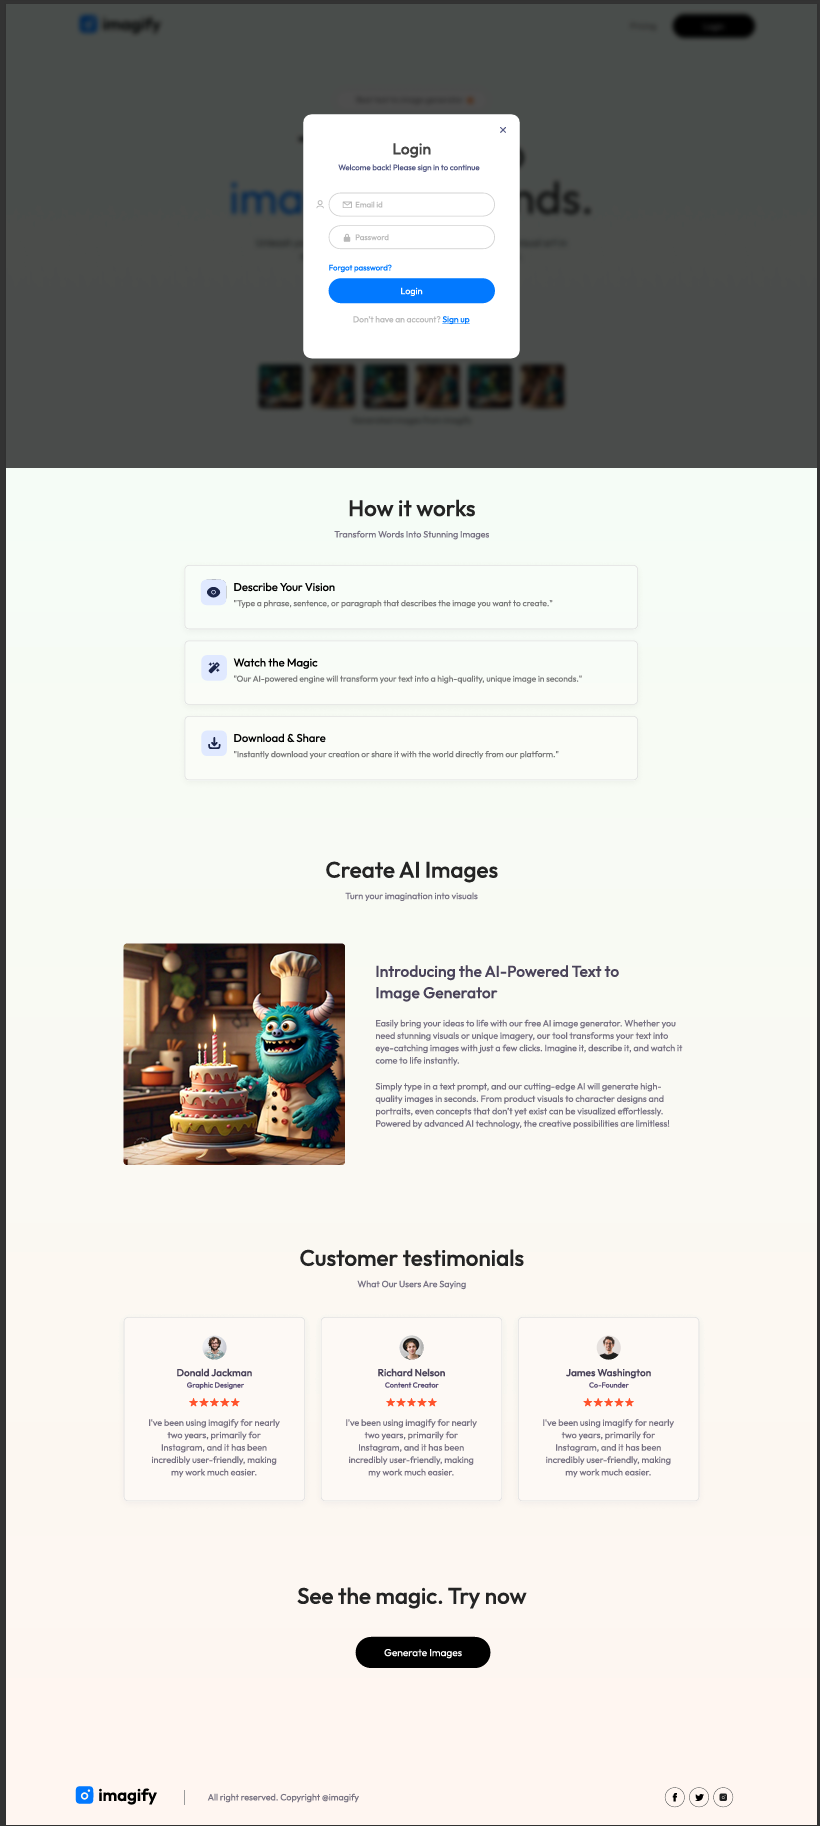 imagify
Pricing
Login
Login
Welcome back! Please sign in to continue
Email id
Password
Forgot password?
Login
Don't have an account? Sign up
ima
nds.
How it works
Transform Words Into Stunning Images
Describe Your Vision
"Type a phrase, sentence, or paragraph that describes the image you want to create."
Watch the Magic
"Our AI-powered engine will transform your text into a high-quality, unique image in seconds."
Download & Share
"Instantly download your creation or share it with the world directly from our platform."
Create AI Images
Turn your imagination into visuals
Introducing the AI-Powered Text to
Image Generator
Easily bring your ideas to life with our free AI image generator. Whether you
need stunning visuals or unique imagery, our tool transforms your text into
eye-catching images with just a few clicks. Imagine it, describe it, and watch it
come to life instantly.
Simply type in a text prompt, and our cutting-edge AI will generate high-
quality images in seconds. From product visuals to character designs and
portraits, even concepts that don't yet exist can be visualized effortlessly.
Powered by advanced AI technology, the creative possibilities are limitless!
Customer testimonials
What Our Users Are Saying
Donald Jackman
Graphic Designer
I've been using imagify for nearly
two years, primarily for
Instagram, and it has been
incredibly user-friendly, making
my work much easier.
Richard Nelson
Content Creator
I've been using imagify for nearly
two years, primarily for
Instagram, and it has been
incredibly user-friendly, making
my work much easier.
James Washington
Co-Founder
I've been using imagify for nearly
two years, primarily for
Instagram, and it has been
incredibly user-friendly, making
my work much easier.
See the magic. Try now
Generate Images
imagify
All right reserved. Copyright @imagify